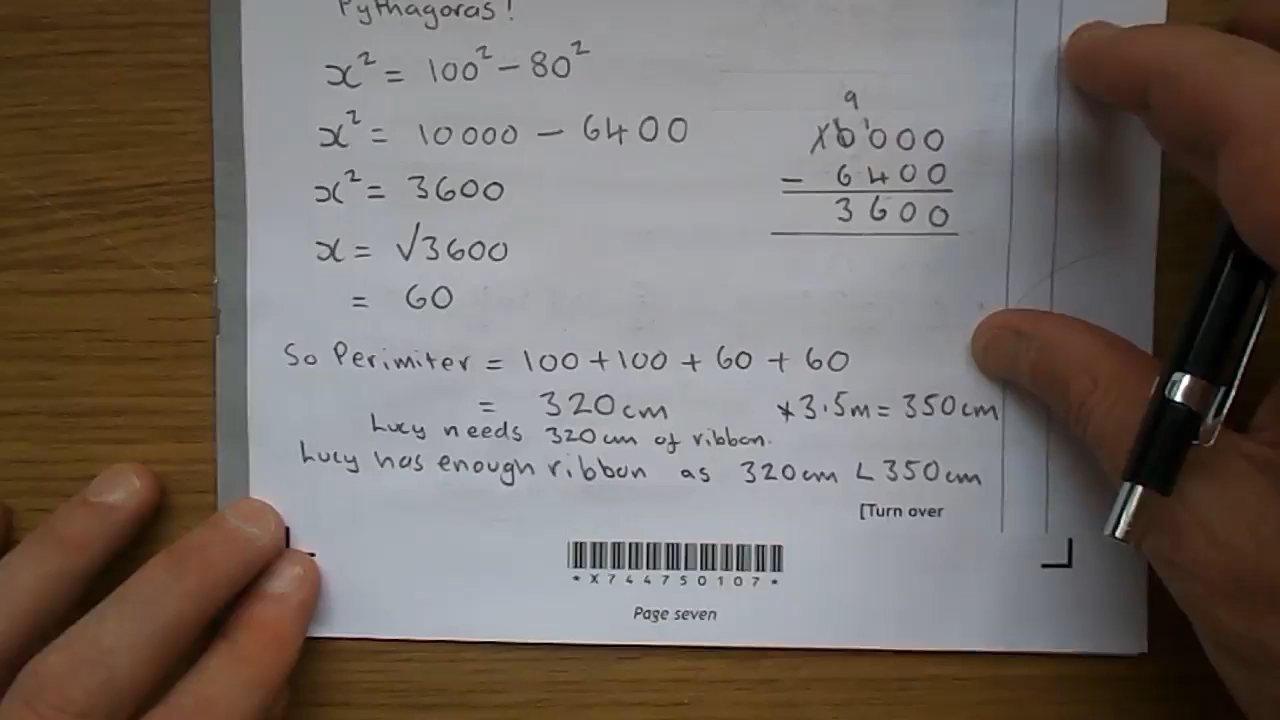 Pythagoras!
x² = 100² - 80²
x² = 10000 - 6400
x² = 3600
x = √3600
= 60
9
10000
- 6400
3600
So Perimiter = 100 + 100 + 60 + 60
= 320cm
*3.5m = 350cm
Lucy needs 320cm of ribbon.
Lucy has enough ribbon as 320cm < 350cm
[Turn over
*X744750107*
Page seven